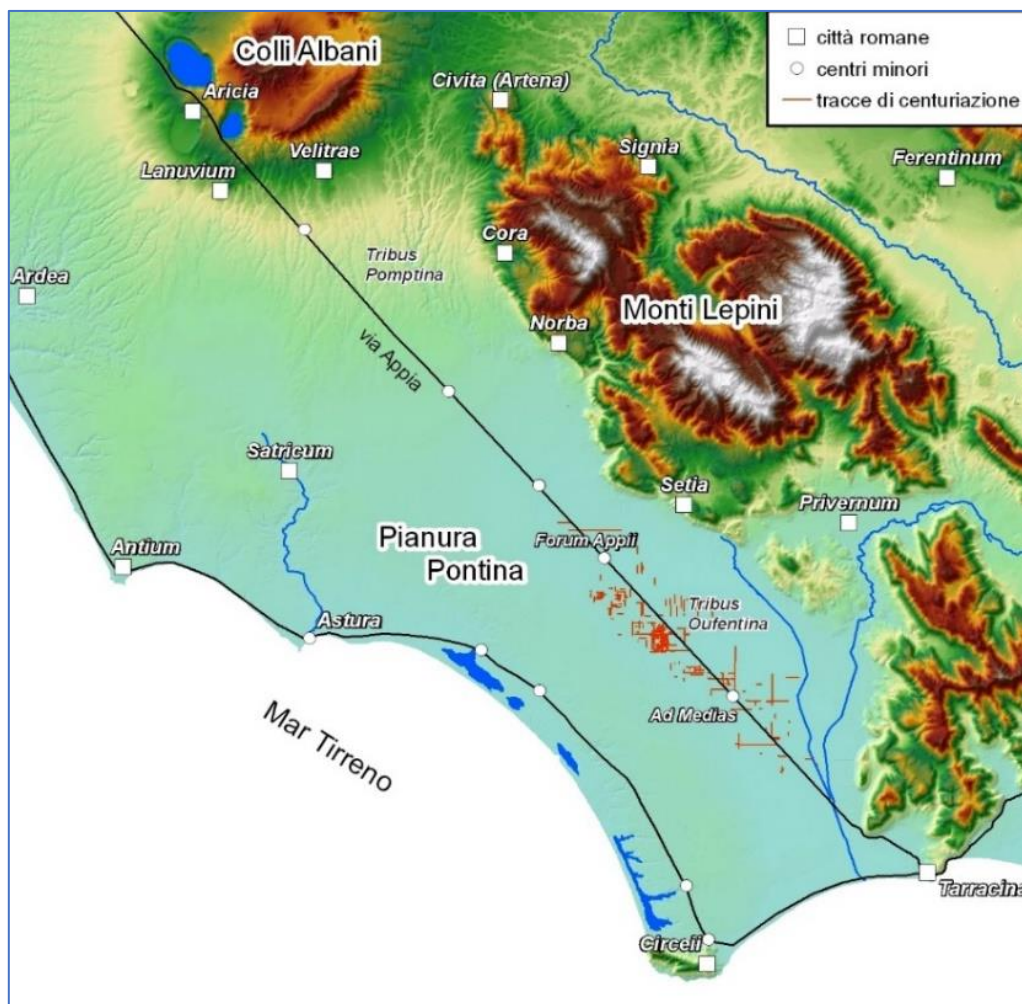 Colli Albani
città romane
centri minori
tracce di centuriazione
Aricia
Civita (Artena)
Lanuvium
Velitrae
Signia
Ferentinum
Ardea
Tribus
Pomptina
Cora
Norba
Monti Lepini
via Appia
Satricum
Setia
Privernum
Antium
Pianura
Pontina
Forum Appii
Astura
Tribus
Oufentina
Ad Medias
Mar Tirreno
Circeii
Tarracina